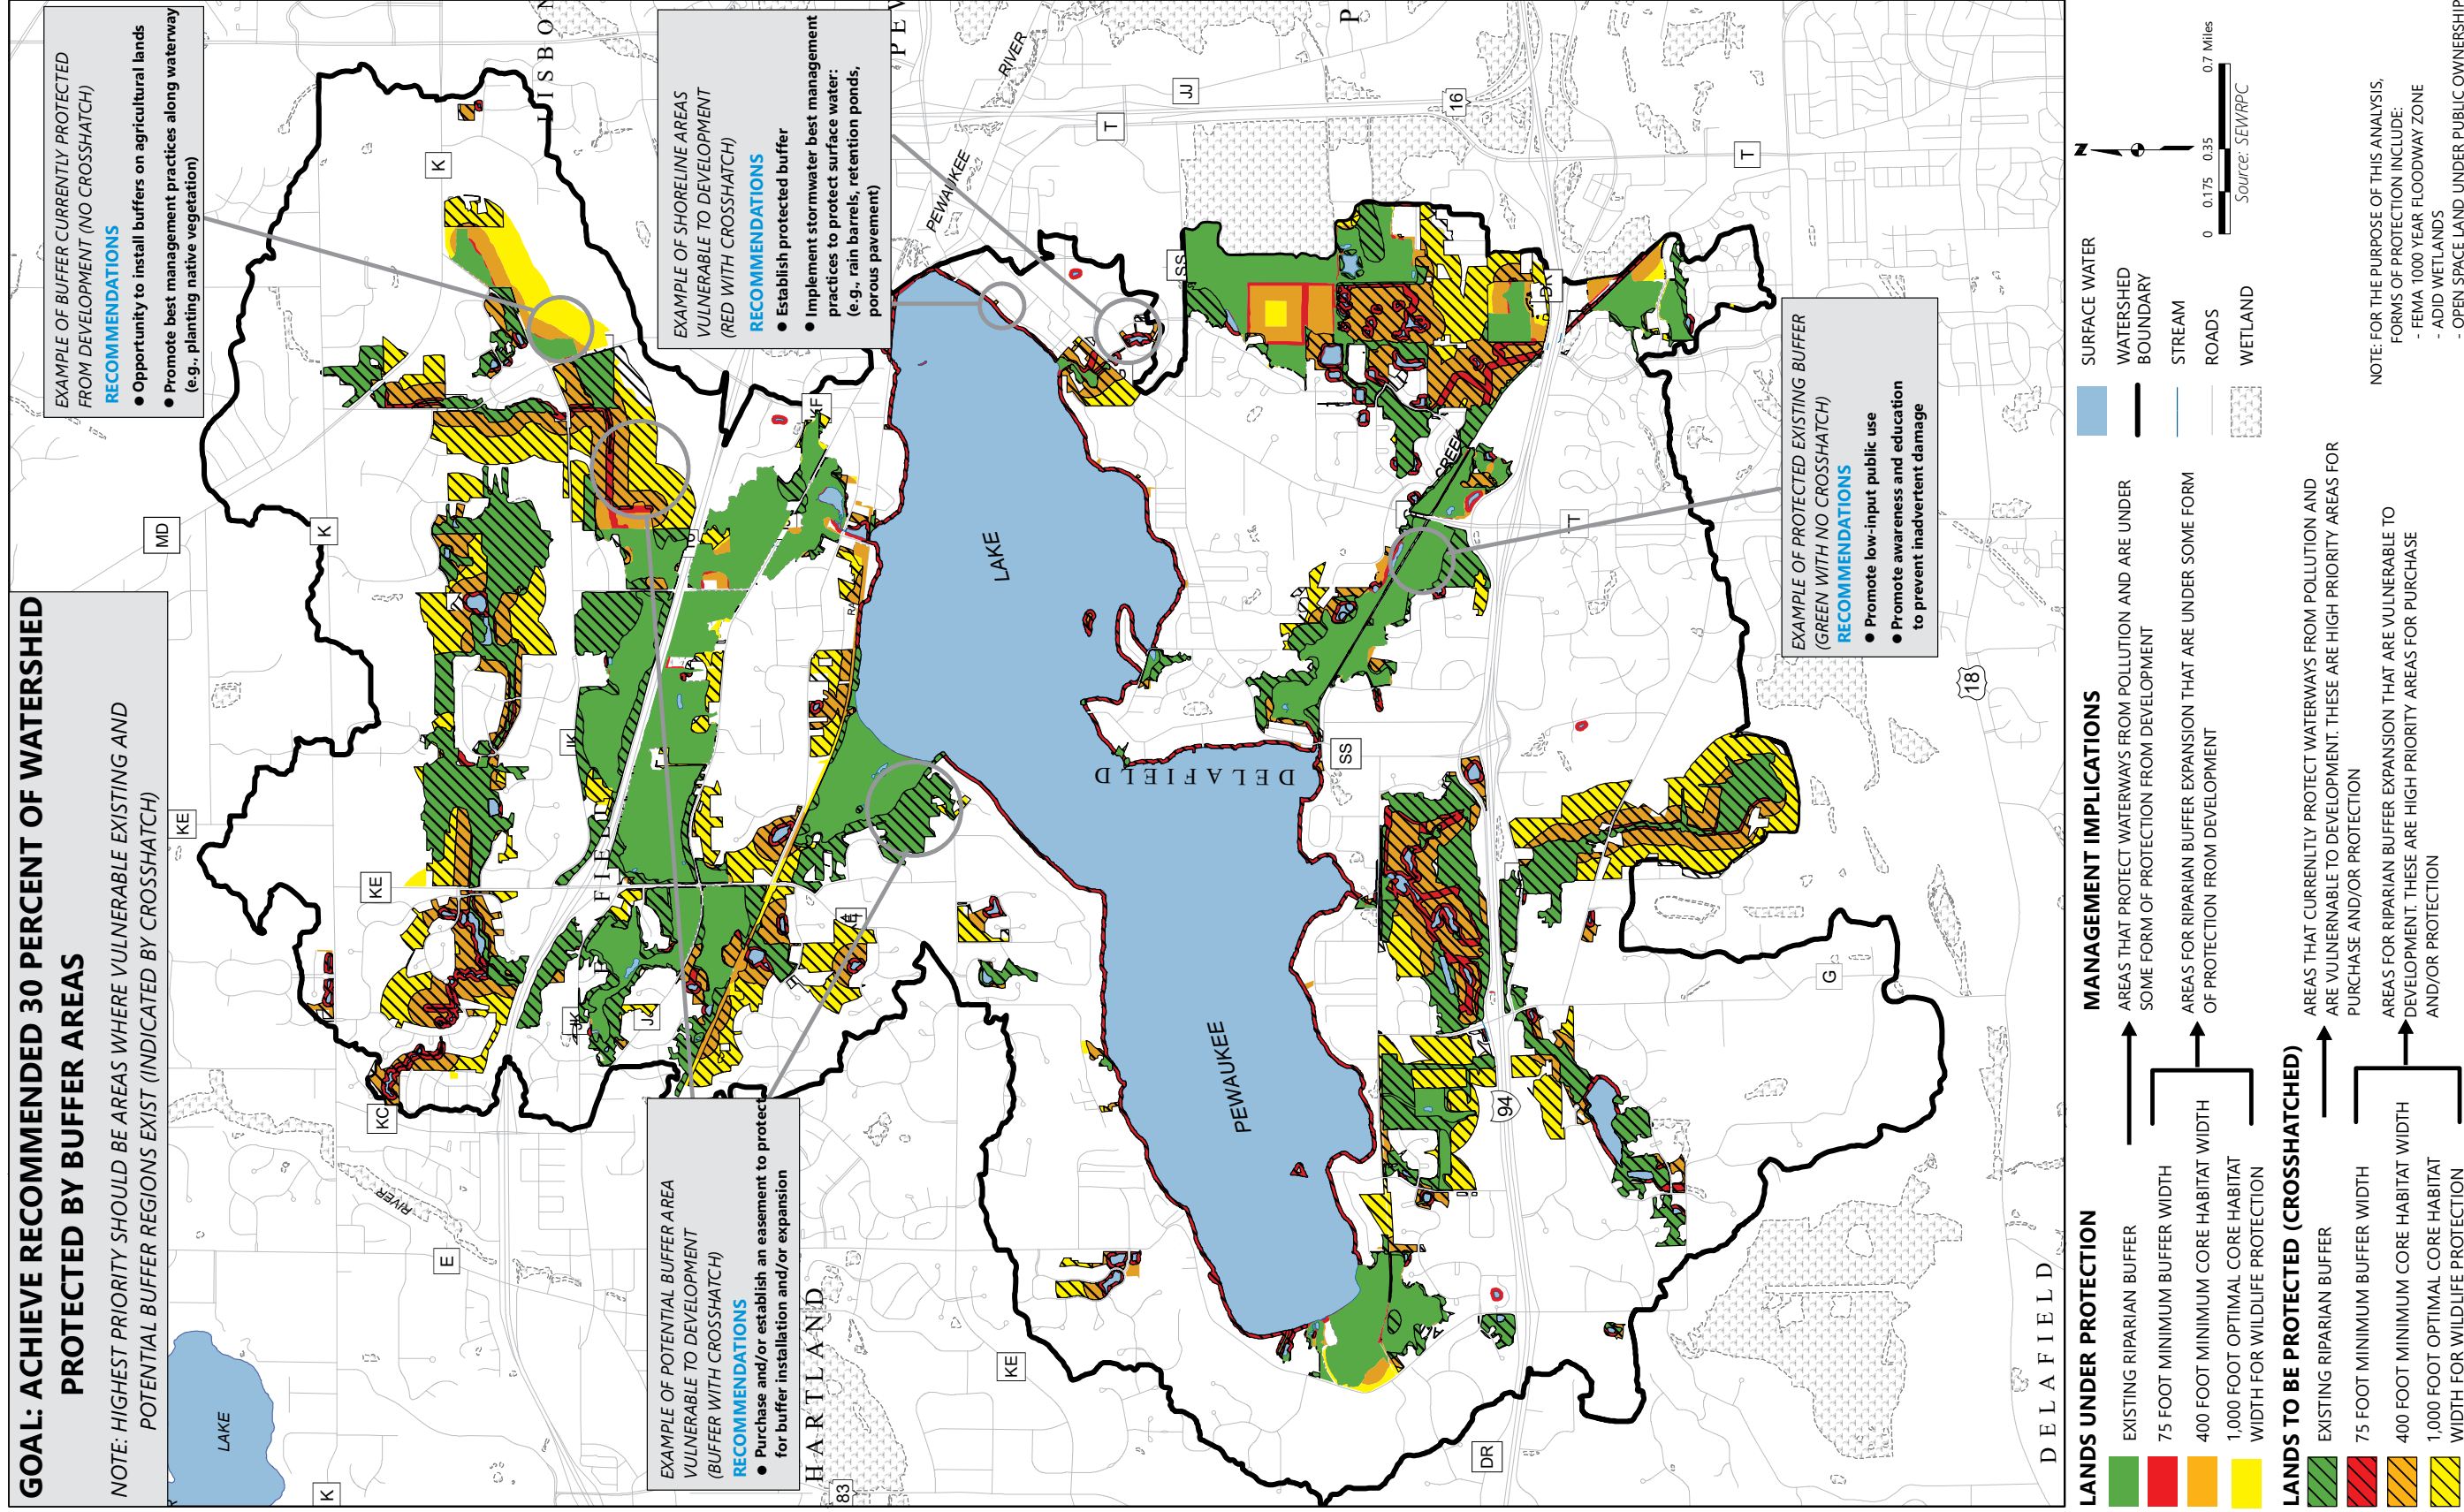 GOAL: ACHIEVE RECOMMENDED 30 PERCENT OF WATERSHED
PROTECTED BY BUFFER AREAS
NOTE: HIGHEST PRIORITY SHOULD BE AREAS WHERE VULNERABLE EXISTING AND
POTENTIAL BUFFER REGIONS EXIST (INDICATED BY CROSSHATCH)
EXAMPLE OF BUFFER CURRENTLY PROTECTED
FROM DEVELOPMENT (NO CROSSHATCH)
RECOMMENDATIONS
● Opportunity to install buffers on agricultural lands
● Promote best management practices along waterway
(e.g., planting native vegetation)
EXAMPLE OF SHORELINE AREAS
VULNERABLE TO DEVELOPMENT
(RED WITH CROSSHATCH)
RECOMMENDATIONS
● Establish protected buffer
● Implement stormwater best management
practices to protect surface water:
(e.g., rain barrels, retention ponds,
porous pavement)
EXAMPLE OF POTENTIAL BUFFER AREA
VULNERABLE TO DEVELOPMENT
(BUFFER WITH CROSSHATCH)
RECOMMENDATIONS
● Purchase and/or establish an easement to protect
for buffer installation and/or expansion
EXAMPLE OF PROTECTED EXISTING BUFFER
(GREEN WITH NO CROSSHATCH)
RECOMMENDATIONS
● Promote low-input public use
● Promote awareness and education
to prevent inadvertent damage
LAKE
K
RIVER
E
KC
KE
KE
MD
K
K
LISBON
HARTLAND
83
JK
JK
KF
KE
PEWAUKEE
LAKE
DELAFIELD
PEWAUKEE
RIVER
T
JJ
16
T
SS
SS
DR
CREEK
T
18
94
G
DR
DELAFIELD
LANDS UNDER PROTECTION
EXISTING RIPARIAN BUFFER
75 FOOT MINIMUM BUFFER WIDTH
400 FOOT MINIMUM CORE HABITAT WIDTH
1,000 FOOT OPTIMAL CORE HABITAT
WIDTH FOR WILDLIFE PROTECTION
LANDS TO BE PROTECTED (CROSSHATCHED)
EXISTING RIPARIAN BUFFER
75 FOOT MINIMUM BUFFER WIDTH
400 FOOT MINIMUM CORE HABITAT WIDTH
1,000 FOOT OPTIMAL CORE HABITAT
WIDTH FOR WILDLIFE PROTECTION
MANAGEMENT IMPLICATIONS
AREAS THAT PROTECT WATERWAYS FROM POLLUTION AND ARE UNDER
SOME FORM OF PROTECTION FROM DEVELOPMENT
AREAS FOR RIPARIAN BUFFER EXPANSION THAT ARE UNDER SOME FORM
OF PROTECTION FROM DEVELOPMENT
AREAS THAT CURRENLTY PROTECT WATERWAYS FROM POLLUTION AND
ARE VULNERABLE TO DEVELOPMENT. THESE ARE HIGH PRIORITY AREAS FOR
PURCHASE AND/OR PROTECTION
AREAS FOR RIPARIAN BUFFER EXPANSION THAT ARE VULNERABLE TO
DEVELOPMENT. THESE ARE HIGH PRIORITY AREAS FOR PURCHASE
AND/OR PROTECTION
SURFACE WATER
WATERSHED
BOUNDARY
STREAM
ROADS
WETLAND
N
0 0.175 0.35 0.7 Miles
Source: SEWRPC
NOTE: FOR THE PURPOSE OF THIS ANALYSIS,
FORMS OF PROTECTION INCLUDE:
- FEMA 1000 YEAR FLOODWAY ZONE
- ADID WETLANDS
- OPEN SPACE LAND UNDER PUBLIC OWNERSHIP